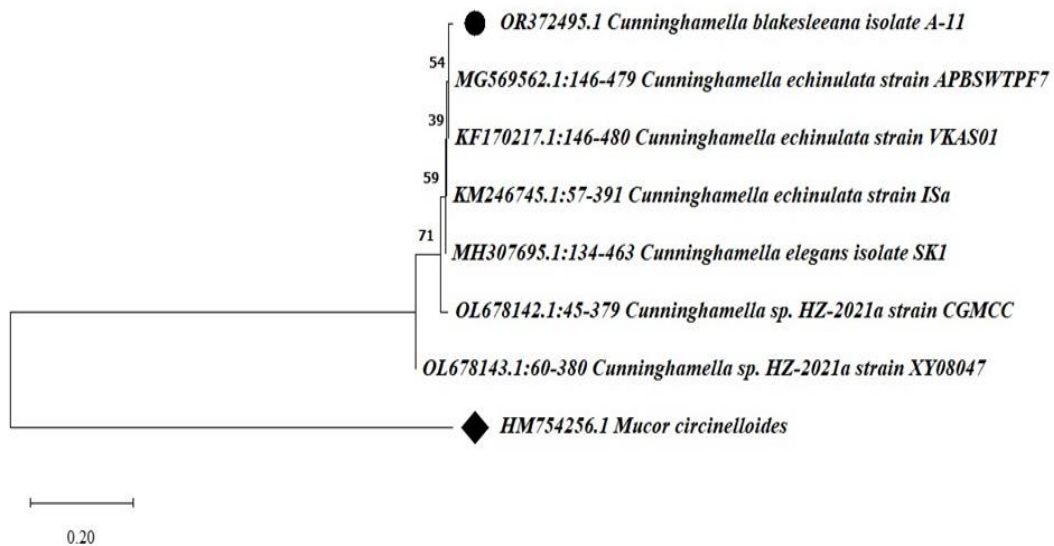 OR372495.1 Cunninghamella blakesleeana isolate A-11
54
MG569562.1:146-479 Cunninghamella echinulata strain APBSWTPF7
39
KF170217.1:146-480 Cunninghamella echinulata strain VKAS01
59
KM246745.1:57-391 Cunninghamella echinulata strain ISa
71
MH307695.1:134-463 Cunninghamella elegans isolate SK1
OL678142.1:45-379 Cunninghamella sp. HZ-2021a strain CGMCC
OL678143.1:60-380 Cunninghamella sp. HZ-2021a strain XY08047
HM754256.1 Mucor circinelloides
0.20